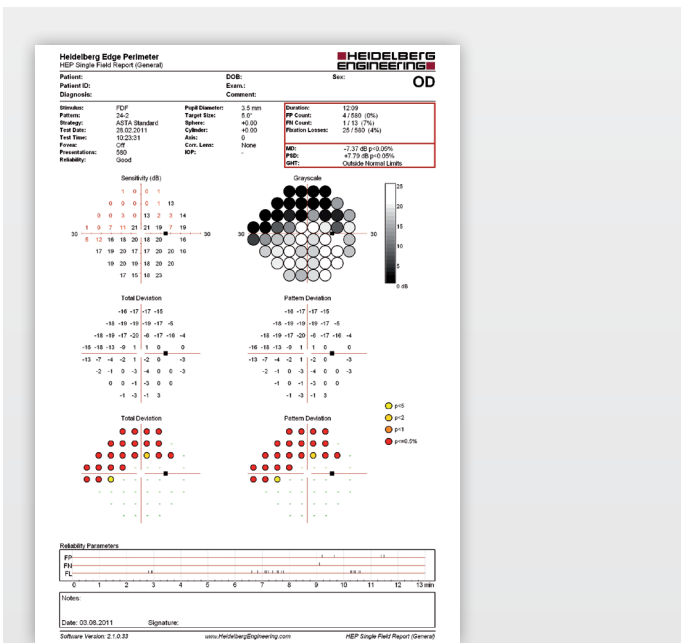 Heidelberg Edge Perimeter
HEP Single Field Report (General)
HEIDELBERG
ENGINEERING
Patient: DOB: Sex:
Patient ID: Exam.:
Diagnosis: Comment:
OD
Stimulus: FDF Pupil Diameter: 3.5 mm Duration: 12:09
Pattern: 24-2 Target Size: 5.0° FP Count: 4 / 580 (0%)
Strategy: ASTA Standard Sphere: +0.00 FN Count: 1 / 13 (7%)
Test Date: 28.02.2011 Cylinder: +0.00 Fixation Losses: 25 / 580 (4%)
Test Time: 10:23:31 Axis: 0
Fovea: Off Corr. Lens: None MD: -7.37 dB p<0.05%
Presentations: 580 IOP: - PSD: +7.79 dB p<0.05%
Reliability: Good GHT: Outside Normal Limits
Sensitivity (dB) Grayscale
1 0 0 1
0 0 0 0 1 13
0 0 3 0 13 2 3 14
1 0 7 11 21 21 19 7 19
30 30 30 30
5 12 16 18 20 18 20 16
17 19 20 17 17 20 20 16
19 20 19 18 20 20
17 15 16 23
25
20
15
10
5
0 dB
Total Deviation Pattern Deviation
-16 -17 -17 -15 -16 -17 -17 -15
-18 -19 -19 -19 -17 -5 -18 -19 -19 -19 -17 -5
-18 -19 -17 -20 -6 -17 -16 -4 -18 -19 -17 -20 -6 -17 -16 -4
-16 -18 -13 -9 1 1 0 0 -16 -18 -13 -9 1 1 0 0
-13 -7 -4 -2 1 -2 0 -3 -13 -7 -4 -2 1 -2 0 -3
-2 -1 0 -3 -4 0 0 -3 -2 -1 0 -3 -4 0 0 -3
0 0 -1 -3 0 0 -1 0 -1 -3 0 0
-1 -3 -1 3 -1 -3 -1 3
Total Deviation Pattern Deviation
p<5
p<2
p<1
p<=0.5%
Reliability Parameters
FP
FN
FL
0 1 2 3 4 5 6 7 8 9 10 11 12 13 min
Notes:
Date: 03.08.2011 Signature:
Software Version: 2.1.0.33 www.HeidelbergEngineering.com HEP Single Field Report (General)